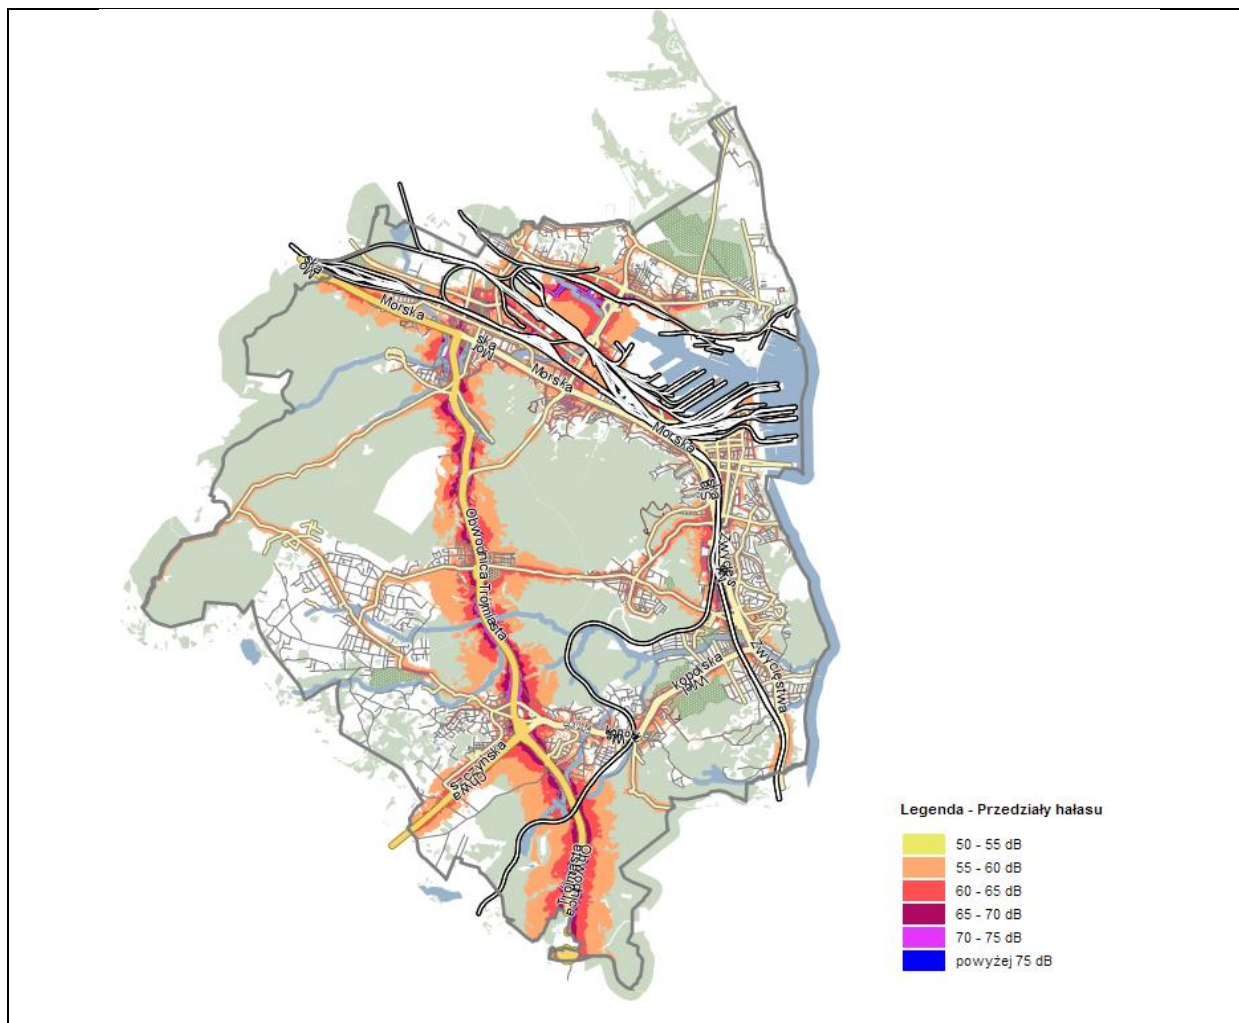 Morska
Morska
Morska
Obwodnica Trójmiasta
Zwycięstwa
Wielkopolska
Chwaszczyńska
Obwodnica
Trójmiasta
Legenda - Przedziały hałasu
50 - 55 dB
55 - 60 dB
60 - 65 dB
65 - 70 dB
70 - 75 dB
powyżej 75 dB